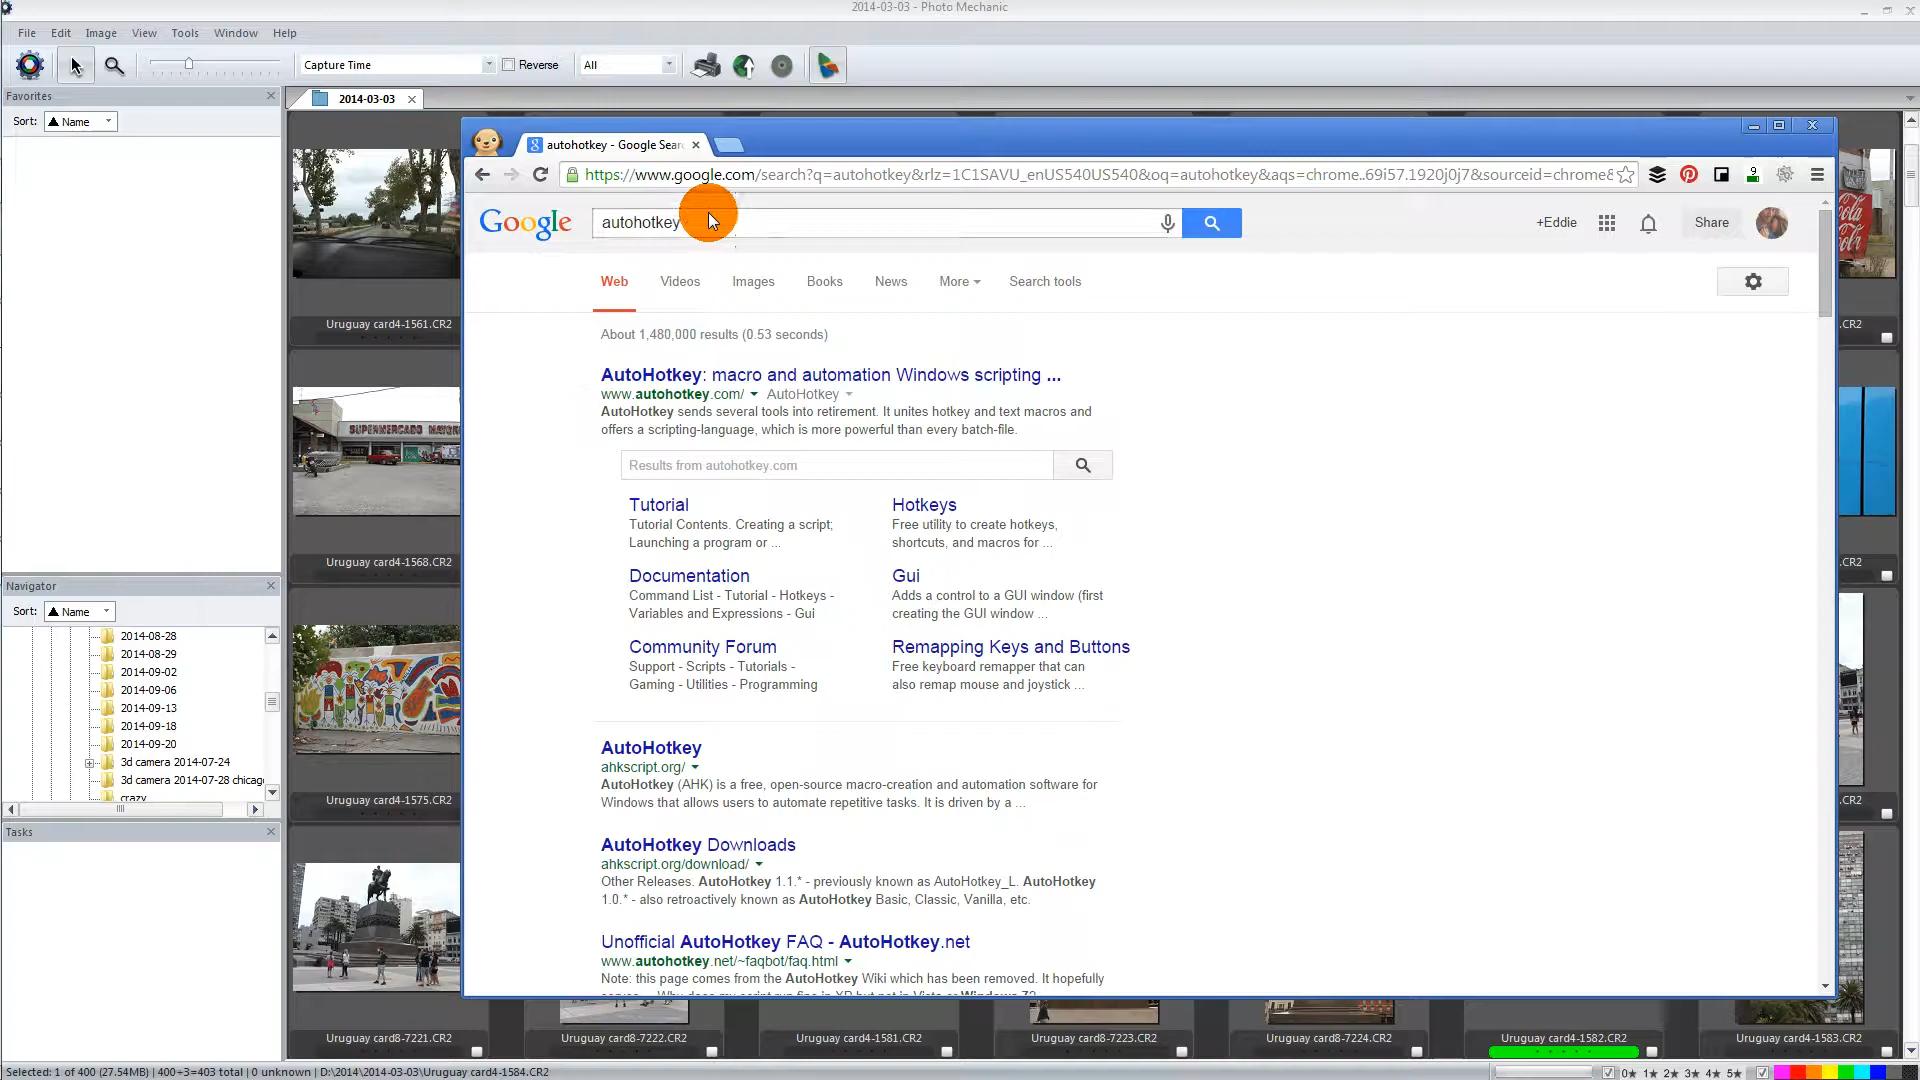 2014-03-03 - Photo Mechanic
File Edit Image View Tools Window Help
Capture Time Reverse All
Favorites
2014-03-03
Sort: Name
autohotkey - Google Sear
https://www.google.com/search?q=autohotkey&rlz=1C1SAVU_enUS540US540&oq=autohotkey&aqs=chrome..69i57.1920j0j7&sourceid=chrome&
Google autohotkey +Eddie Share
Web Videos Images Books News More Search tools
About 1,480,000 results (0.53 seconds)
AutoHotkey: macro and automation Windows scripting ...
www.autohotkey.com/ AutoHotkey
AutoHotkey sends several tools into retirement. It unites hotkey and text macros and
offers a scripting-language, which is more powerful than every batch-file.
Results from autohotkey.com
Tutorial
Tutorial Contents. Creating a script;
Launching a program or ...
Hotkeys
Free utility to create hotkeys,
shortcuts, and macros for ...
Documentation
Command List - Tutorial - Hotkeys -
Variables and Expressions - Gui
Gui
Adds a control to a GUI window (first
creating the GUI window ...
Community Forum
Support - Scripts - Tutorials -
Gaming - Utilities - Programming
Remapping Keys and Buttons
Free keyboard remapper that can
also remap mouse and joystick ...
AutoHotkey
ahkscript.org/
AutoHotkey (AHK) is a free, open-source macro-creation and automation software for
Windows that allows users to automate repetitive tasks. It is driven by a ...
AutoHotkey Downloads
ahkscript.org/download/
Other Releases. AutoHotkey 1.1.* - previously known as AutoHotkey_L. AutoHotkey
1.0.* - also retroactively known as AutoHotkey Basic, Classic, Vanilla, etc.
Unofficial AutoHotkey FAQ - AutoHotkey.net
www.autohotkey.net/~faqbot/faq.html
Note: this page comes from the AutoHotkey Wiki which has been removed. It hopefully
Uruguay card4-1561.CR2
.CR2
SUPERMERCADO
Uruguay card4-1568.CR2
.CR2
Uruguay card4-1575.CR2
.CR2
Coca-Cola
Navigator
Sort: Name
2014-08-28
2014-08-29
2014-09-02
2014-09-06
2014-09-13
2014-09-18
2014-09-20
3d camera 2014-07-24
3d camera 2014-07-28 chicago
crazy
Tasks
Uruguay card8-7221.CR2
Uruguay card8-7222.CR2
Uruguay card4-1581.CR2
Uruguay card8-7223.CR2
Uruguay card8-7224.CR2
Uruguay card4-1582.CR2
Uruguay card4-1583.CR2
Selected: 1 of 400 (27.54MB) | 400+3=403 total | 0 unknown | D:\2014\2014-03-03\Uruguay card4-1584.CR2
0★ 1★ 2★ 3★ 4★ 5★